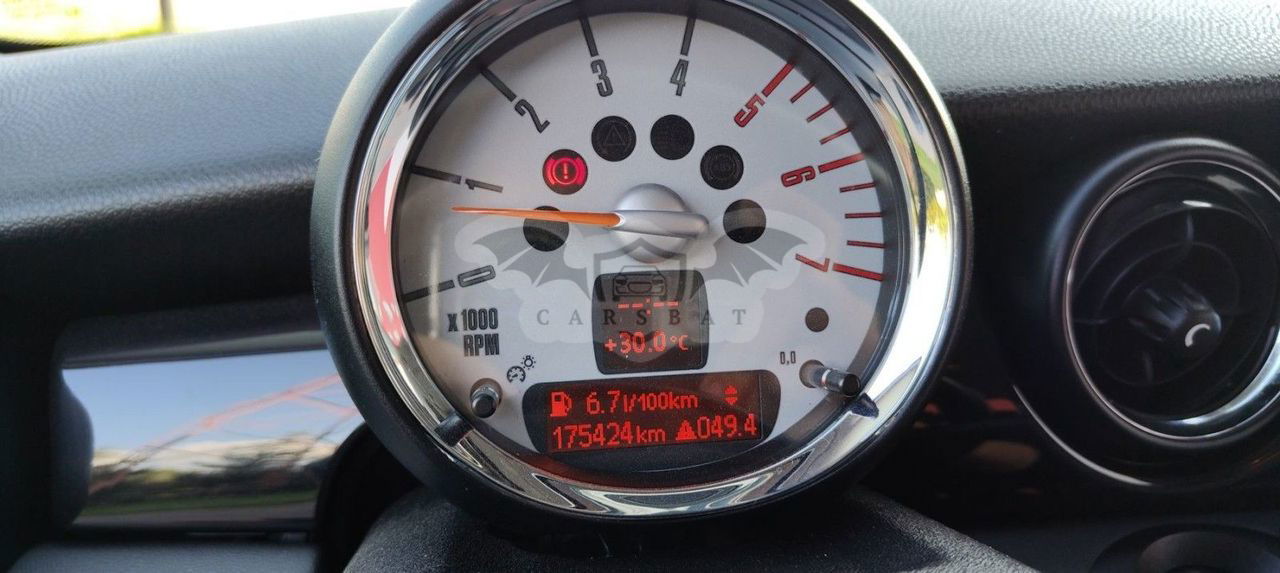 3
4
2
5
1
6
0
7
x1000
RPM
CARSBAT
--:--
+30.0°C
0.0
6.7l/100km
175424km 049.4